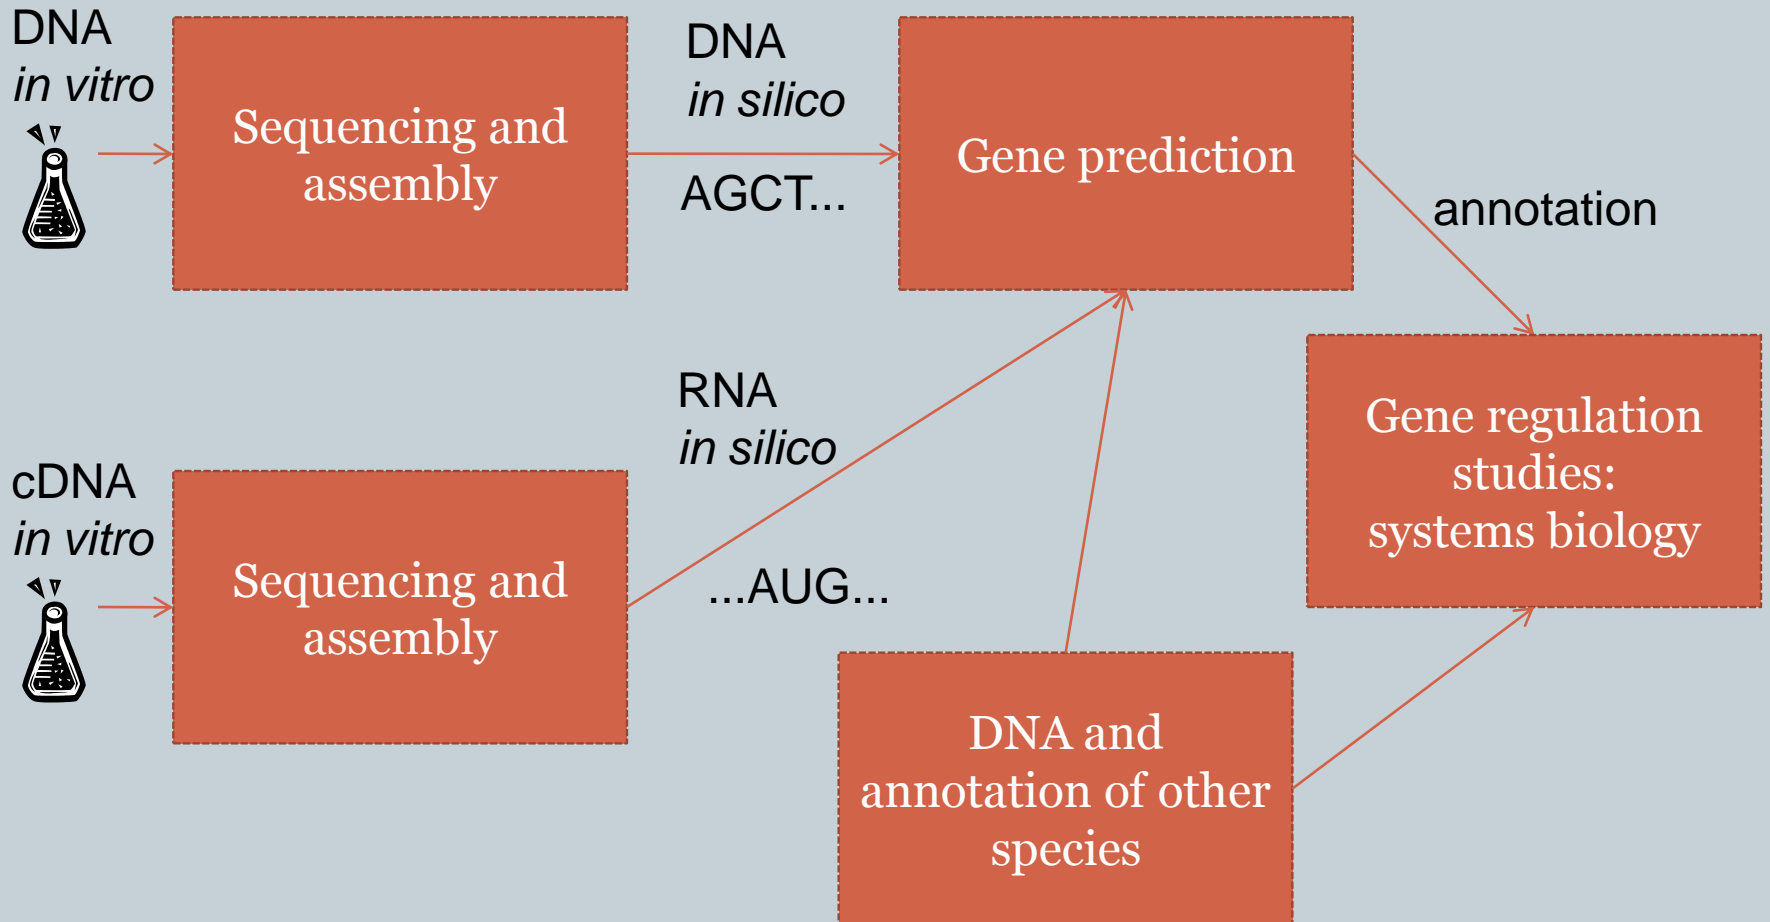 DNA
in vitro
Sequencing and
assembly
DNA
in silico
AGCT...
Gene prediction
annotation
RNA
in silico
...AUG...
cDNA
in vitro
Sequencing and
assembly
Gene regulation
studies:
systems biology
DNA and
annotation of other
species